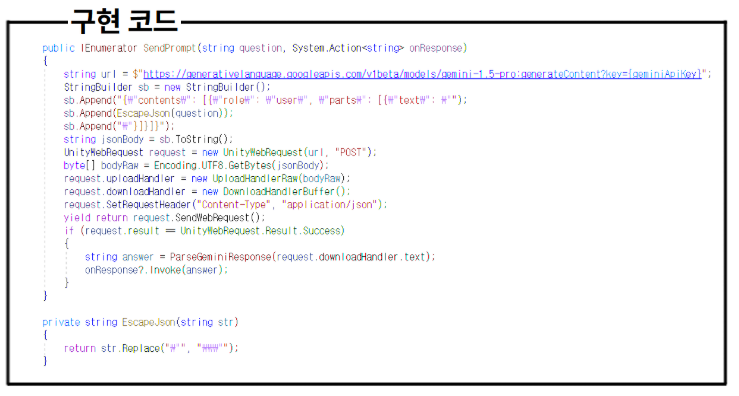 구현 코드
public IEnumerator SendPrompt(string question, System.Action<string> onResponse)
{
string url = $"https://generativelanguage.googleapis.com/v1beta/models/gemini-1.5-pro:generateContent?key={geminiApiKey}";
StringBuilder sb = new StringBuilder();
sb.Append("{₩"contents₩": [{₩"role₩": ₩"user₩", ₩"parts₩": [{₩"text₩": ₩"");
sb.Append(EscapeJson(question));
sb.Append("₩"}]}]}");
string jsonBody = sb.ToString();
UnityWebRequest request = new UnityWebRequest(url, "POST");
byte[] bodyRaw = Encoding.UTF8.GetBytes(jsonBody);
request.uploadHandler = new UploadHandlerRaw(bodyRaw);
request.downloadHandler = new DownloadHandlerBuffer();
request.SetRequestHeader("Content-Type", "application/json");
yield return request.SendWebRequest();
if (request.result == UnityWebRequest.Result.Success)
{
string answer = ParseGeminiResponse(request.downloadHandler.text);
onResponse?.Invoke(answer);
}
}
private string EscapeJson(string str)
{
return str.Replace("₩"", "₩₩₩"");
}